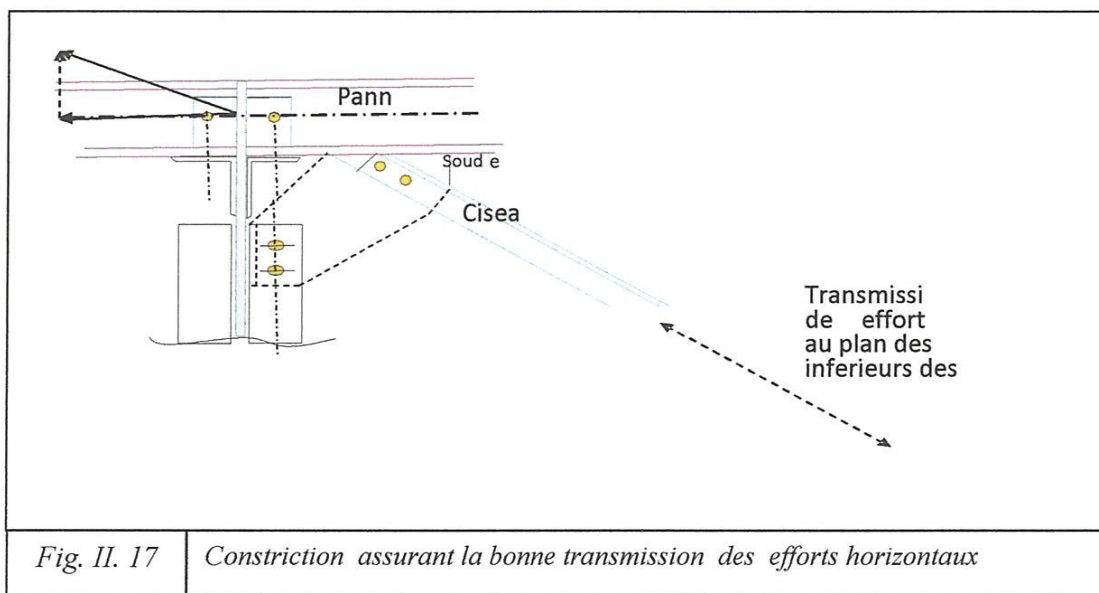 Pann
Soud e
Cisea
Transmissi
de effort
au plan des
inferieurs des
Fig. II. 17
Constriction assurant la bonne transmission des efforts horizontaux